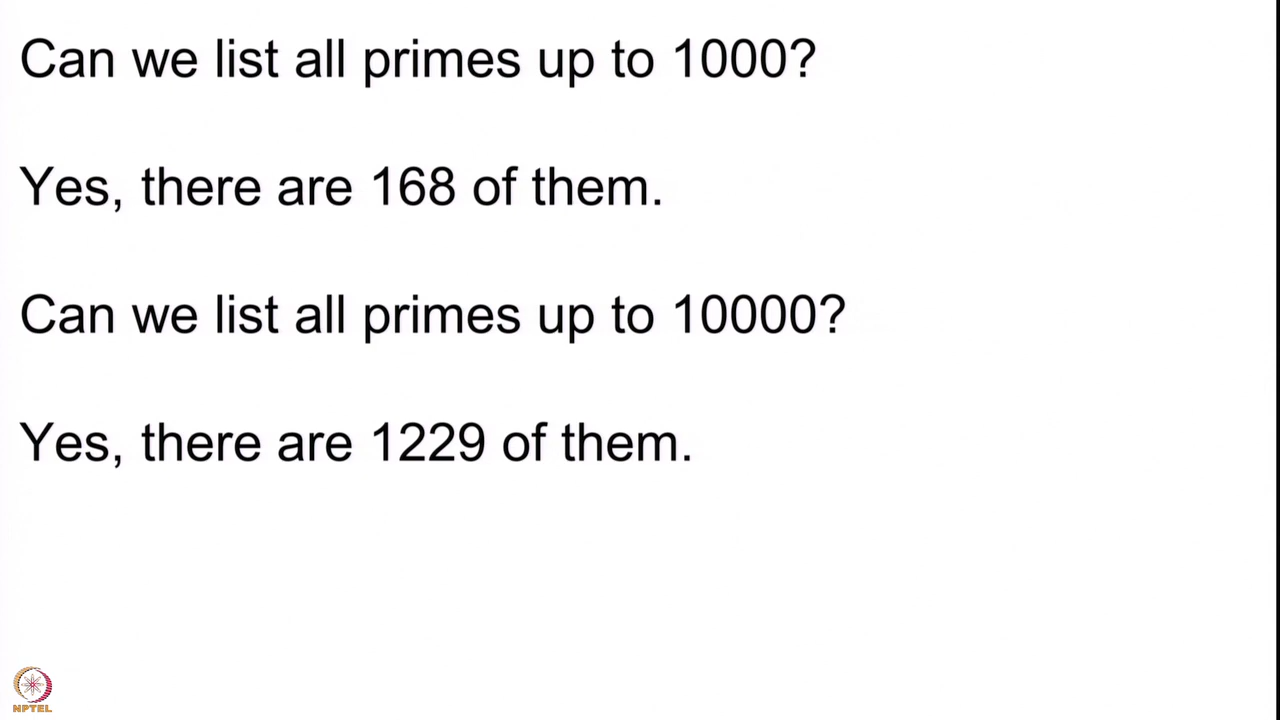 Can we list all primes up to 1000?
Yes, there are 168 of them.
Can we list all primes up to 10000?
Yes, there are 1229 of them.
NPTEL